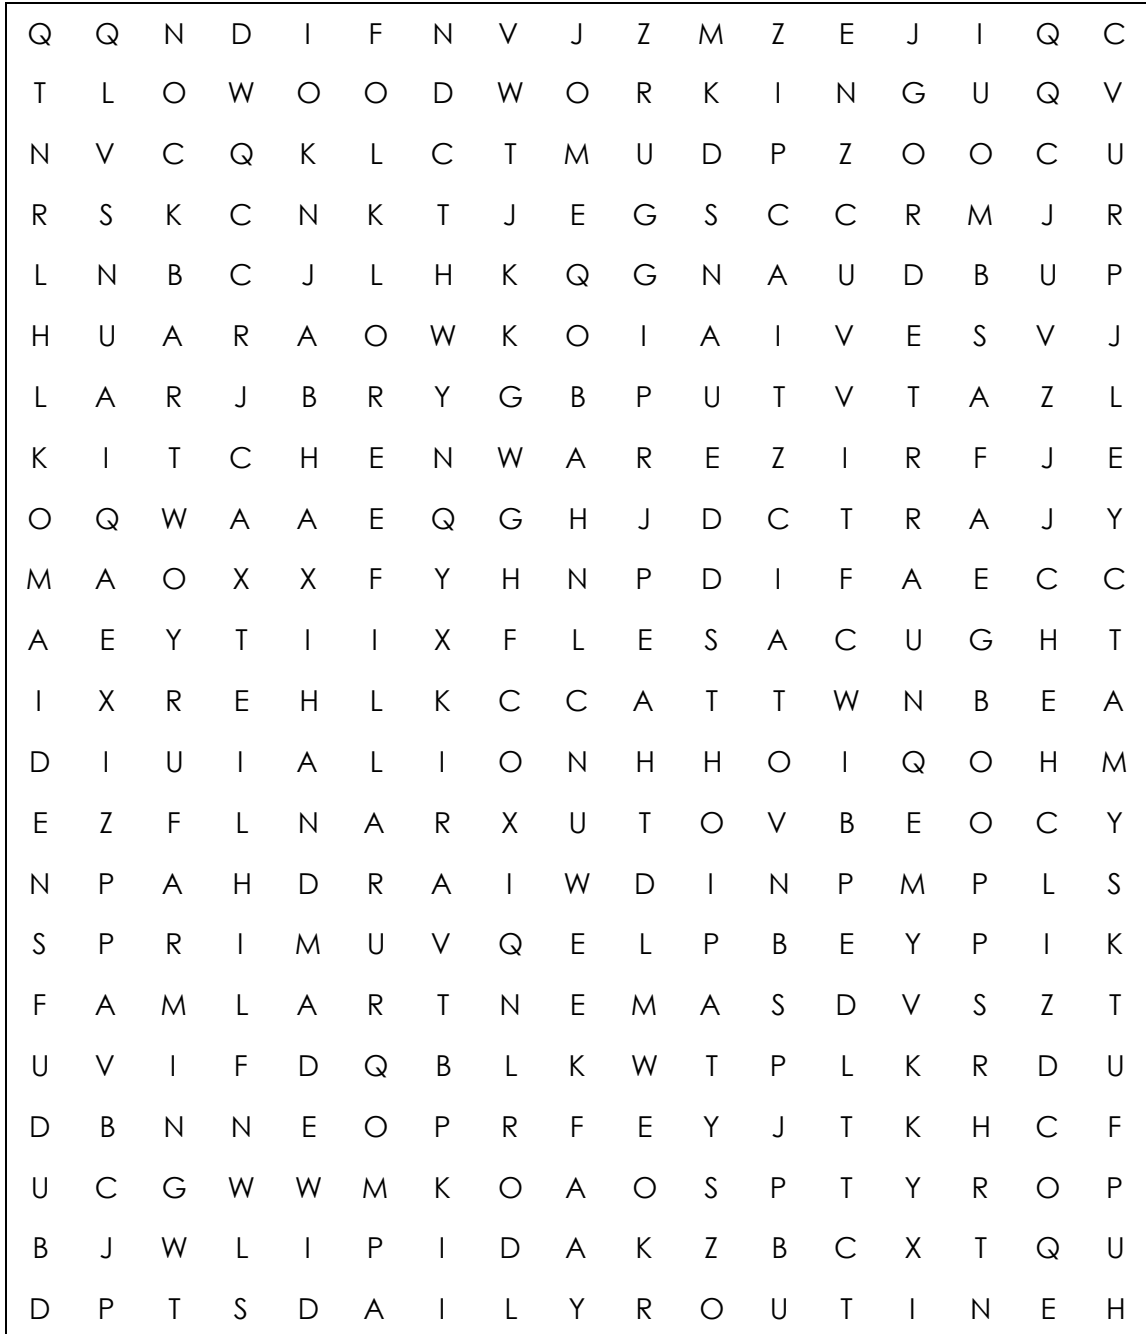 Q Q N D I F N V J Z M Z E J I Q C
T L O W O O D W O R K I N G U Q V
N V C Q K L C T M U D P Z O O C U
R S K C N K T J E G S C C R M J R
L N B C J L H K Q G N A U D B U P
H U A R A O W K O I A I V E S V J
L A R J B R Y G B P U T V T A Z L
K I T C H E N W A R E Z I R F J E
O Q W A A E Q G H J D C T R A J Y
M A O X X F Y H N P D I F A E C C
A E Y T I I X F L E S A C U G H T
I X R E H L K C C A T T W N B E A
D I U I A L I O N H H O I Q O H M
E Z F L N A R X U T O V B E O C Y
N P A H D R A I W D I N P M P L S
S P R I M U V Q E L P B E Y P I K
F A M L A R T N E M A S D V S Z T
U V I F D Q B L K W T P L K R D U
D B N N E O P R F E Y J T K H C F
U C G W W M K O A O S P T Y R O P
B J W L I P I D A K Z B C X T Q U
D P T S D A I L Y R O U T I N E H